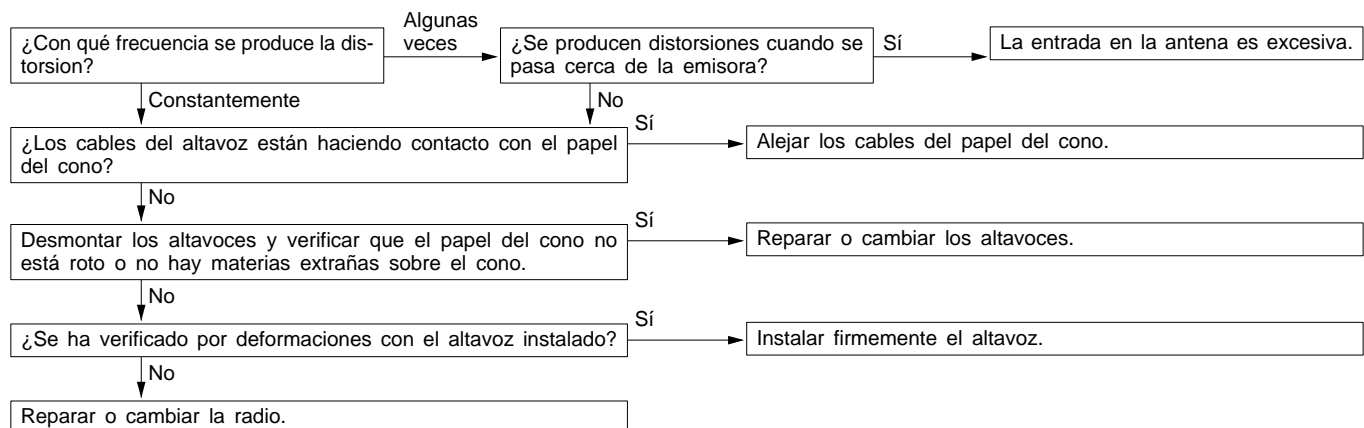 ¿Con qué frecuencia se produce la dis-
torsion?
Algunas
veces
¿Se producen distorsiones cuando se
pasa cerca de la emisora?
Sí
La entrada en la antena es excesiva.
Constantemente
No
¿Los cables del altavoz están haciendo contacto con el papel
del cono?
Sí
Alejar los cables del papel del cono.
No
Desmontar los altavoces y verificar que el papel del cono no
está roto o no hay materias extrañas sobre el cono.
Sí
Reparar o cambiar los altavoces.
No
¿Se ha verificado por deformaciones con el altavoz instalado?
Sí
Instalar firmemente el altavoz.
No
Reparar o cambiar la radio.